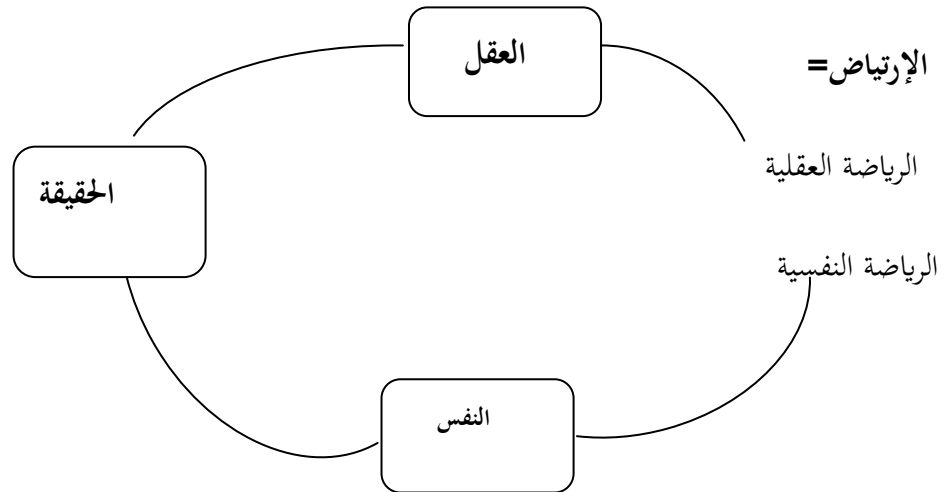 العقل
الإرتياض=
الرياضة العقلية
الحقيقة
الرياضة النفسية
النفس